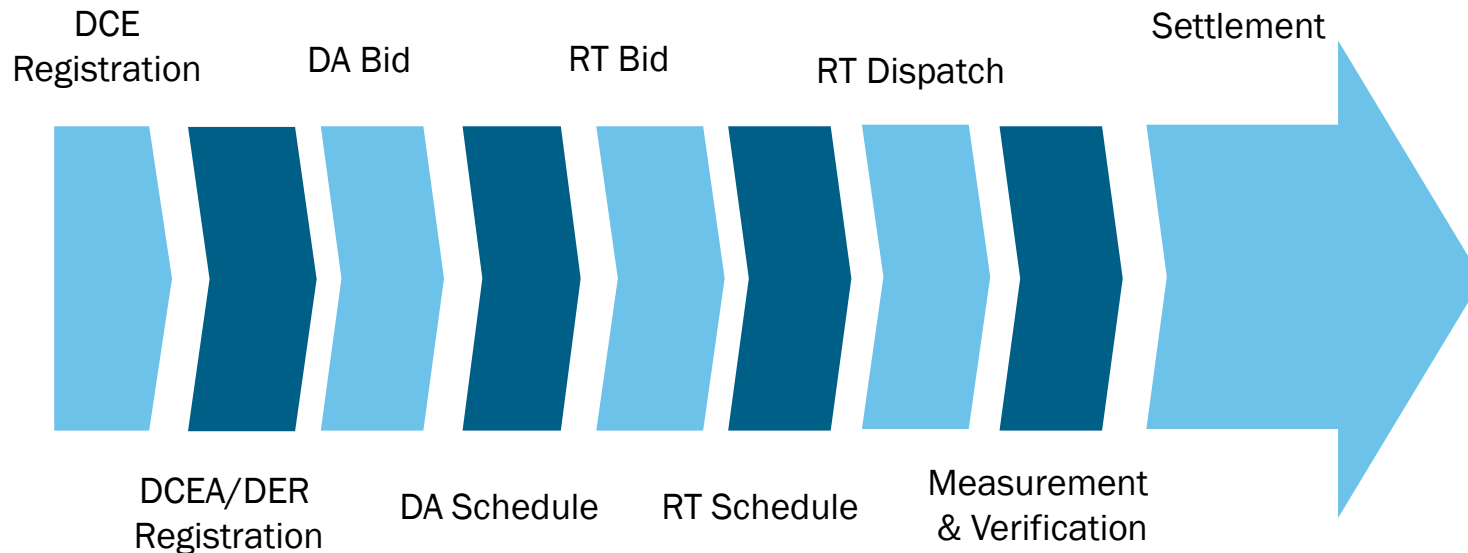 DCE
Registration
DCEA/DER
Registration
DA Bid
DA Schedule
RT Bid
RT Schedule
RT Dispatch
Measurement
& Verification
Settlement